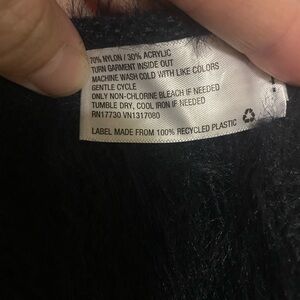 70% NYLON / 30% ACRYLIC
TURN GARMENT INSIDE OUT
MACHINE WASH COLD WITH LIKE COLORS
GENTLE CYCLE
ONLY NON-CHLORINE BLEACH IF NEEDED
TUMBLE DRY, COOL IRON IF NEEDED
RN17730 VN1317080
LABEL MADE FROM 100% RECYCLED PLASTIC